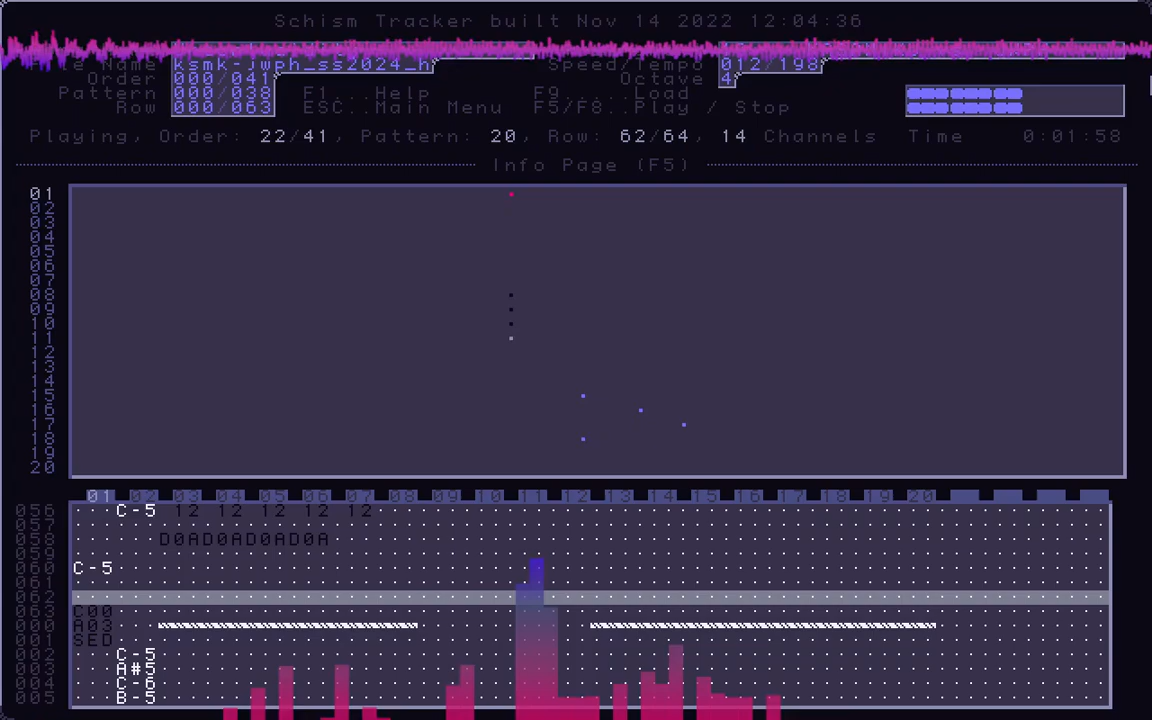 Schism Tracker built Nov 14 2022 12:04:36
ksmk-jwph_ss2024_h Speed/Tempo 012/198
Order 000/041 Octave 4
Pattern 000/038 F1...Help F9...Load
Row 000/063 ESC..Main Menu F5/F8..Play / Stop
Playing, Order: 22/41, Pattern: 20, Row: 62/64, 14 Channels Time 0:01:58
Info Page (F5)
01
02
03
04
05
06
07
08
09
10
11
12
13
14
15
16
17
18
19
20
01 02 03 04 05 06 07 08 09 10 11 12 13 14 15 16 17 18 19 20
056 C-5 12 12 12 12 12
057
058 D0AD0AD0AD0A
059
060 C-5
061
062
063 C00
000 A03
001 SED
002 C-5
003 A#5
004 C-6
005 B-5